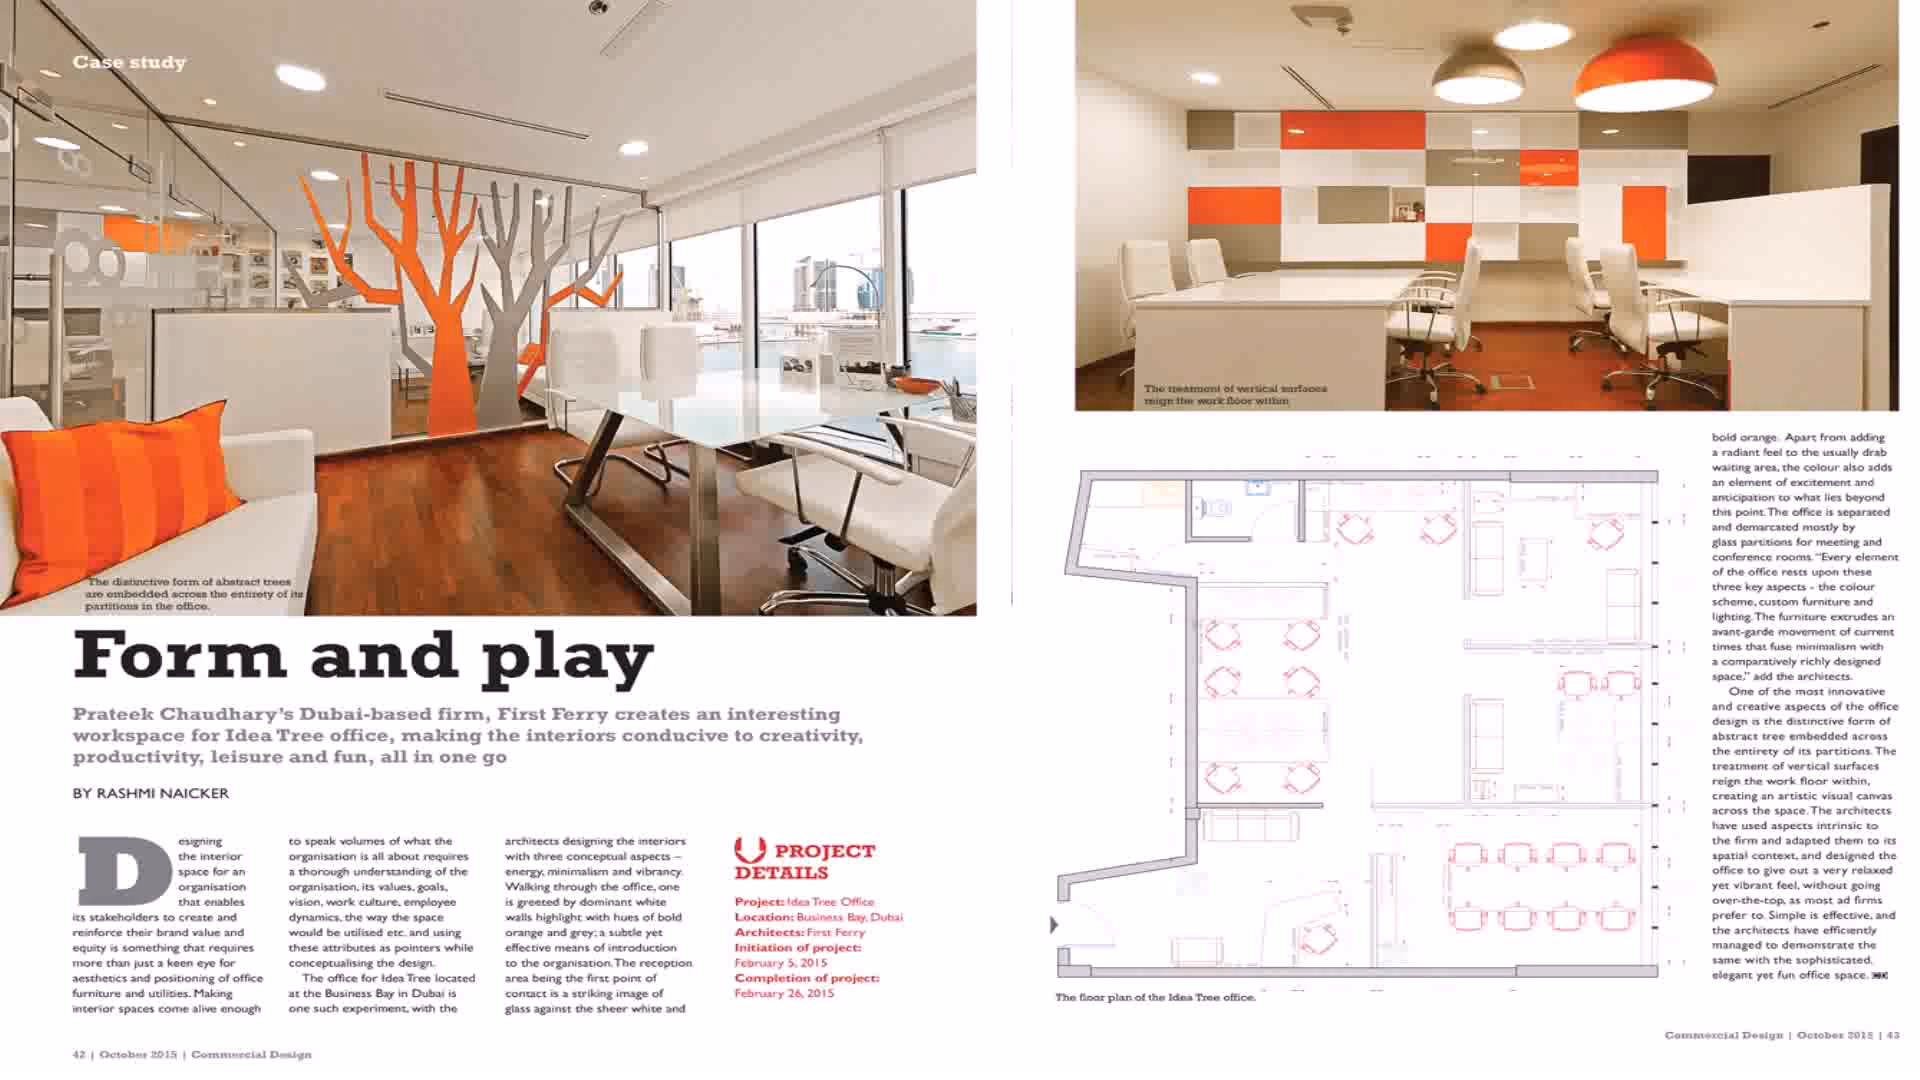 Case study
The distinctive form of abstract trees
are embedded across the entirety of its
partitions in the office.
Form and play
Prateek Chaudhary's Dubai-based firm, First Ferry creates an interesting
workspace for Idea Tree office, making the interiors conducive to creativity,
productivity, leisure and fun, all in one go
BY RASHMI NAICKER
Designing
the interior
space for an
organisation
that enables
its stakeholders to create and
reinforce their brand value and
equity is something that requires
more than just a keen eye for
aesthetics and positioning of office
furniture and utilities. Making
interior spaces come alive enough
to speak volumes of what the
organisation is all about requires
a thorough understanding of the
organisation, its values, goals,
vision, work culture, employee
dynamics, the way the space
would be utilised etc. and using
these attributes as pointers while
conceptualising the design.
The office for Idea Tree located
at the Business Bay in Dubai is
one such experiment, with the
architects designing the interiors
with three conceptual aspects –
energy, minimalism and vibrancy.
Walking through the office, one
is greeted by dominant white
walls highlight with hues of bold
orange and grey; a subtle yet
effective means of introduction
to the organisation. The reception
area being the first point of
contact is a striking image of
glass against the sheer white and
PROJECT
DETAILS
Project: Idea Tree Office
Location: Business Bay, Dubai
Architects: First Ferry
Initiation of project:
February 5, 2015
Completion of project:
February 26, 2015
42 | October 2015 | Commercial Design
The treatment of vertical surfaces
reign the work floor within
bold orange. Apart from adding
a radiant feel to the usually drab
waiting area, the colour also adds
an element of excitement and
anticipation to what lies beyond
this point. The office is separated
and demarcated mostly by
glass partitions for meeting and
conference rooms. "Every element
of the office rests upon these
three key aspects - the colour
scheme, custom furniture and
lighting. The furniture extrudes an
avant-garde movement of current
times that fuse minimalism with
a comparatively richly designed
space," add the architects.
One of the most innovative
and creative aspects of the office
design is the distinctive form of
abstract tree embedded across
the entirety of its partitions. The
treatment of vertical surfaces
reign the work floor within,
creating an artistic visual canvas
across the space. The architects
have used aspects intrinsic to
the firm and adapted them to its
spatial context, and designed the
office to give out a very relaxed
yet vibrant feel, without going
over-the-top, as most ad firms
prefer to. Simple is effective, and
the architects have efficiently
managed to demonstrate the
same with the sophisticated,
elegant yet fun office space.
The floor plan of the Idea Tree office.
Commercial Design | October 2015 | 43